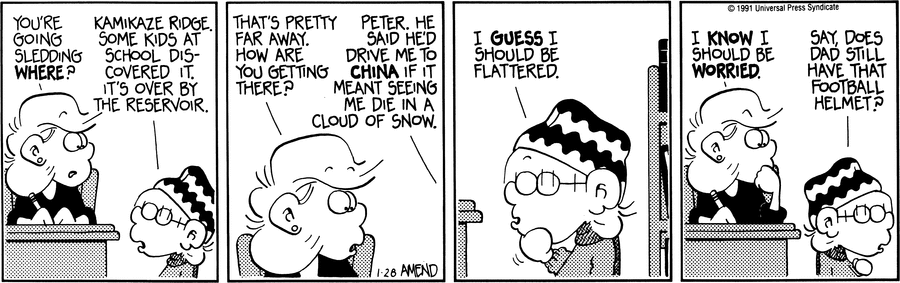 YOU'RE
GOING
SLEDDING
WHERE?
KAMIKAZE RIDGE.
SOME KIDS AT
SCHOOL DIS-
COVERED IT.
IT'S OVER BY
THE RESERVOIR.
THAT'S PRETTY
FAR AWAY.
HOW ARE
YOU GETTING
THERE?
PETER. HE
SAID HE'D
DRIVE ME TO
CHINA IF IT
MEANT SEEING
ME DIE IN A
CLOUD OF SNOW.
1·28 AMEND
I GUESS I
SHOULD BE
FLATTERED.
© 1991 Universal Press Syndicate
I KNOW I
SHOULD BE
WORRIED.
SAY, DOES
DAD STILL
HAVE THAT
FOOTBALL
HELMET?